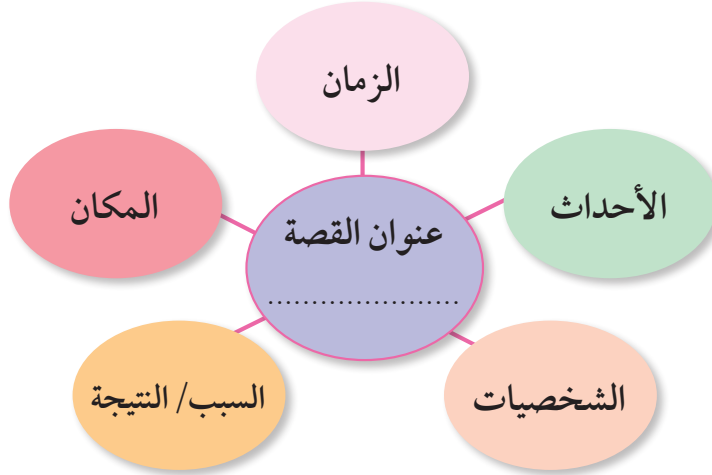 الزمان
الأحداث
المكان
عنوان القصة
......................
الشخصيات
السبب/ النتيجة